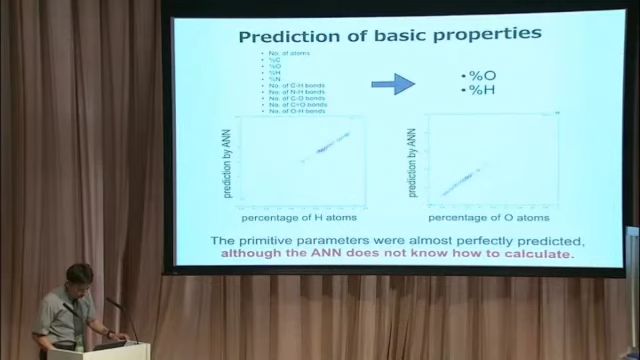 Prediction of basic properties
• No. of atoms
• %C
• %O
• %H
• %N
• No. of C-H bonds
• No. of N-H bonds
• No. of C-O bonds
• No. of C=O bonds
• No. of O-H bonds
•%O
•%H
prediction by ANN
percentage of H atoms
prediction by ANN
percentage of O atoms
The primitive parameters were almost perfectly predicted,
although the ANN does not know how to calculate.